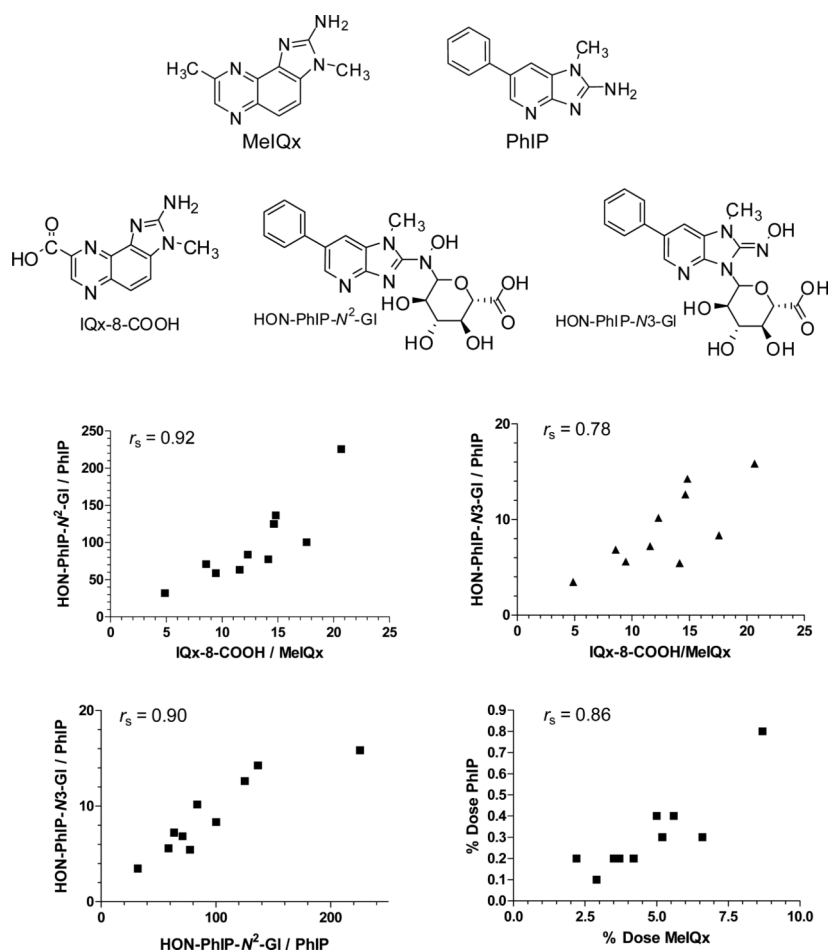 NH₂
N
N
H₃C
N
CH₃
N
MeIQx
CH₃
N
NH₂
N
N
PhIP
NH₂
N
O
N
N
CH₃
HO
N
IQx-8-COOH
CH₃
N
OH
N
N
N
O
OH
HO
O
HO
OH
HON-PhIP-N²-Gl
CH₃
N
OH
N
N
N
O
OH
HO
O
HO
OH
HON-PhIP-N3-Gl
rₛ = 0.92
HON-PhIP-N²-Gl / PhIP
250
200
150
100
50
0
0 5 10 15 20 25
IQx-8-COOH / MeIQx
rₛ = 0.78
HON-PhIP-N3-Gl / PhIP
20
10
0
0 5 10 15 20 25
IQx-8-COOH/MeIQx
rₛ = 0.90
HON-PhIP-N3-Gl / PhIP
20
10
0
0 100 200
HON-PhIP-N²-Gl / PhIP
rₛ = 0.86
% Dose PhIP
0.9
0.8
0.7
0.6
0.5
0.4
0.3
0.2
0.1
0.0
0.0 2.5 5.0 7.5 10.0
% Dose MeIQx